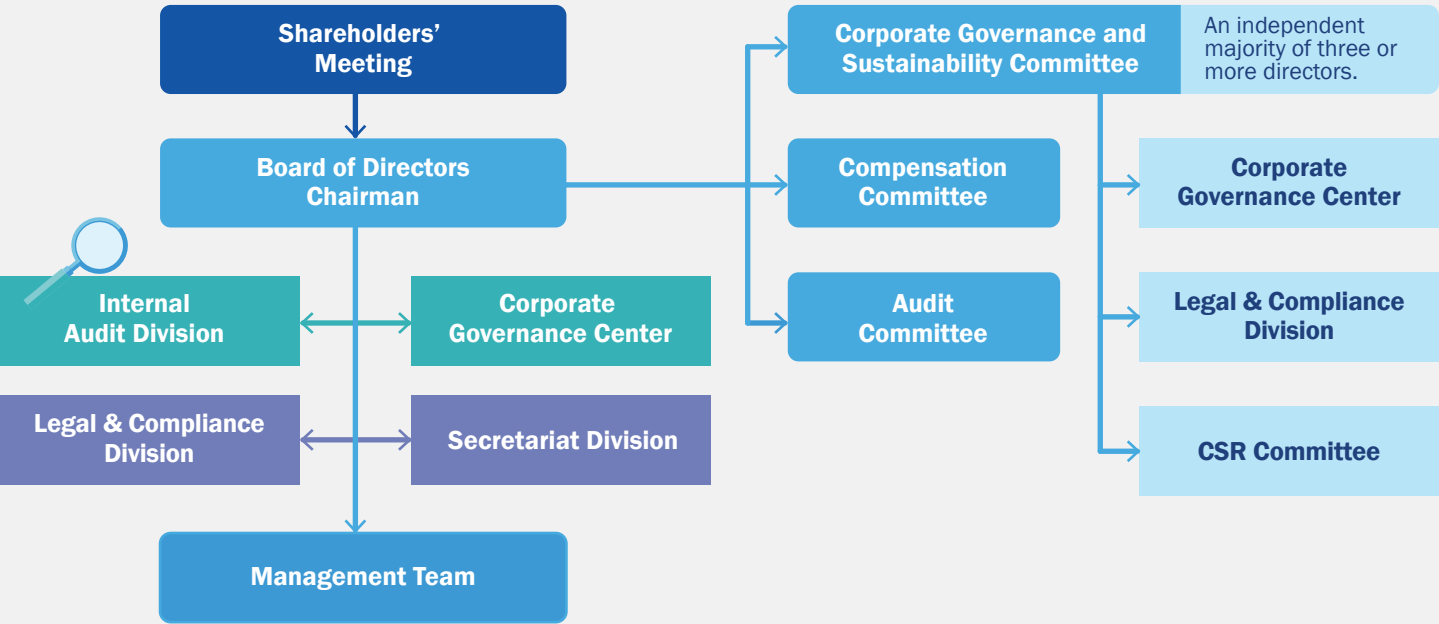 Shareholders'
Meeting
Corporate Governance and
Sustainability Committee
An independent
majority of three or
more directors.
Board of Directors
Chairman
Compensation
Committee
Corporate
Governance Center
Internal
Audit Division
Corporate
Governance Center
Audit
Committee
Legal & Compliance
Division
Legal & Compliance
Division
Secretariat Division
CSR Committee
Management Team